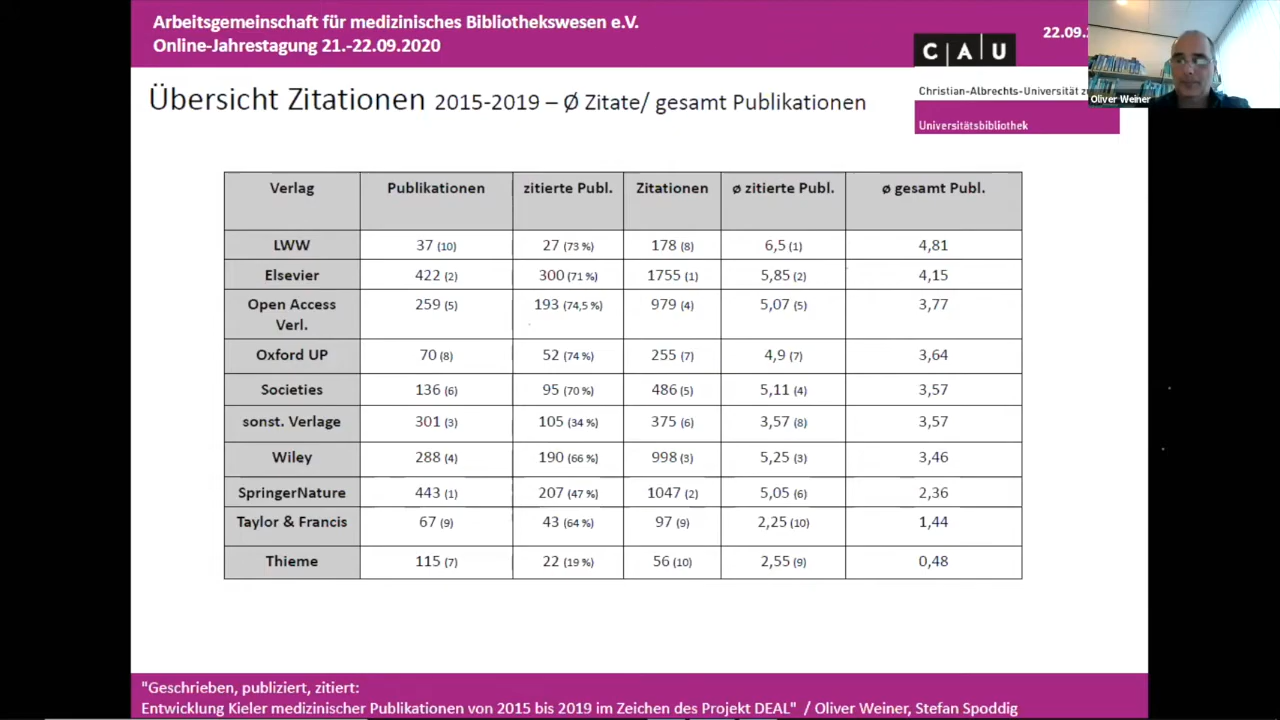 Arbeitsgemeinschaft für medizinisches Bibliothekswesen e.V.
Online-Jahrestagung 21.-22.09.2020
22.09.
CAU
Christian-Albrechts-Universität
Universitätsbibliothek
Oliver Weiner
Übersicht Zitationen 2015-2019 – Ø Zitate/ gesamt Publikationen
Verlag Publikationen zitierte Publ. Zitationen ø zitierte Publ. ø gesamt Publ.
LWW 37 (10) 27 (73 %) 178 (8) 6,5 (1) 4,81
Elsevier 422 (2) 300 (71 %) 1755 (1) 5,85 (2) 4,15
Open Access 259 (5) 193 (74,5 %) 979 (4) 5,07 (5) 3,77
Verl.
Oxford UP 70 (8) 52 (74 %) 255 (7) 4,9 (7) 3,64
Societies 136 (6) 95 (70 %) 486 (5) 5,11 (4) 3,57
sonst. Verlage 301 (3) 105 (34 %) 375 (6) 3,57 (8) 3,57
Wiley 288 (4) 190 (66 %) 998 (3) 5,25 (3) 3,46
SpringerNature 443 (1) 207 (47 %) 1047 (2) 5,05 (6) 2,36
Taylor & Francis 67 (9) 43 (64 %) 97 (9) 2,25 (10) 1,44
Thieme 115 (7) 22 (19 %) 56 (10) 2,55 (9) 0,48
"Geschrieben, publiziert, zitiert:
Entwicklung Kieler medizinischer Publikationen von 2015 bis 2019 im Zeichen des Projekt DEAL" / Oliver Weiner, Stefan Spoddig